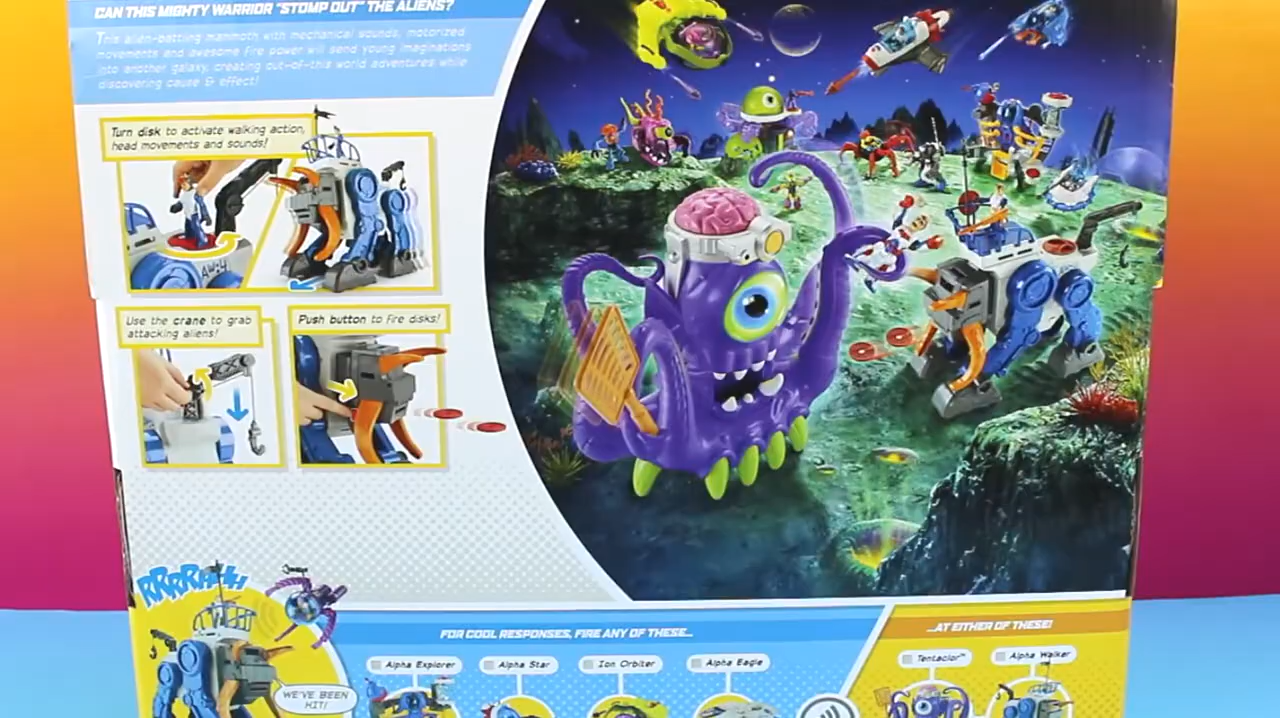 CAN THIS MIGHTY WARRIOR "STOMP OUT" THE ALIENS?
This alien-battling mammoth with mechanical sounds, motorized
movements and awesome fire power will send young imaginations
into another galaxy, creating out-of-this world adventures while
discovering cause & effect!
Turn disk to activate walking action,
head movements and sounds!
AW:4
Use the crane to grab
attacking aliens!
Push button to fire disks!
RRRRAHH
WE'VE BEEN
HIT!
FOR COOL RESPONSES, FIRE ANY OF THESE...
Alpha Explorer
Alpha Star
Ion Orbiter
Alpha Eagle
...AT EITHER OF THESE!
Tentaclor™
Alpha Walker